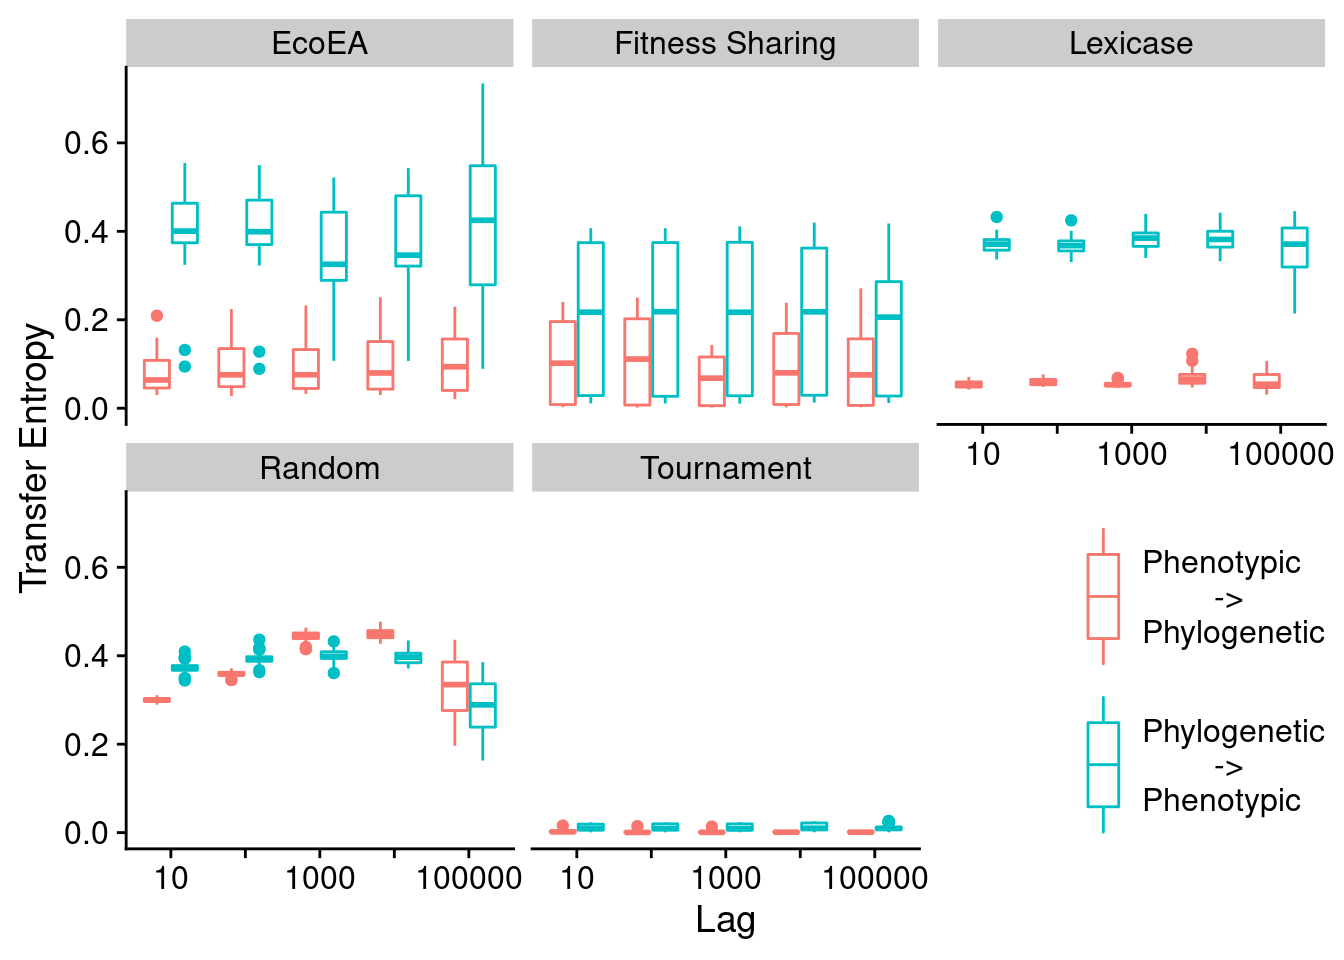 EcoEA
Fitness Sharing
Lexicase
Transfer Entropy
0.6
0.4
0.2
0.0
10
1000
100000
Random
Tournament
0.6
0.4
0.2
0.0
10
1000
100000
10
1000
100000
Lag
Phenotypic
->
Phylogenetic
Phylogenetic
->
Phenotypic